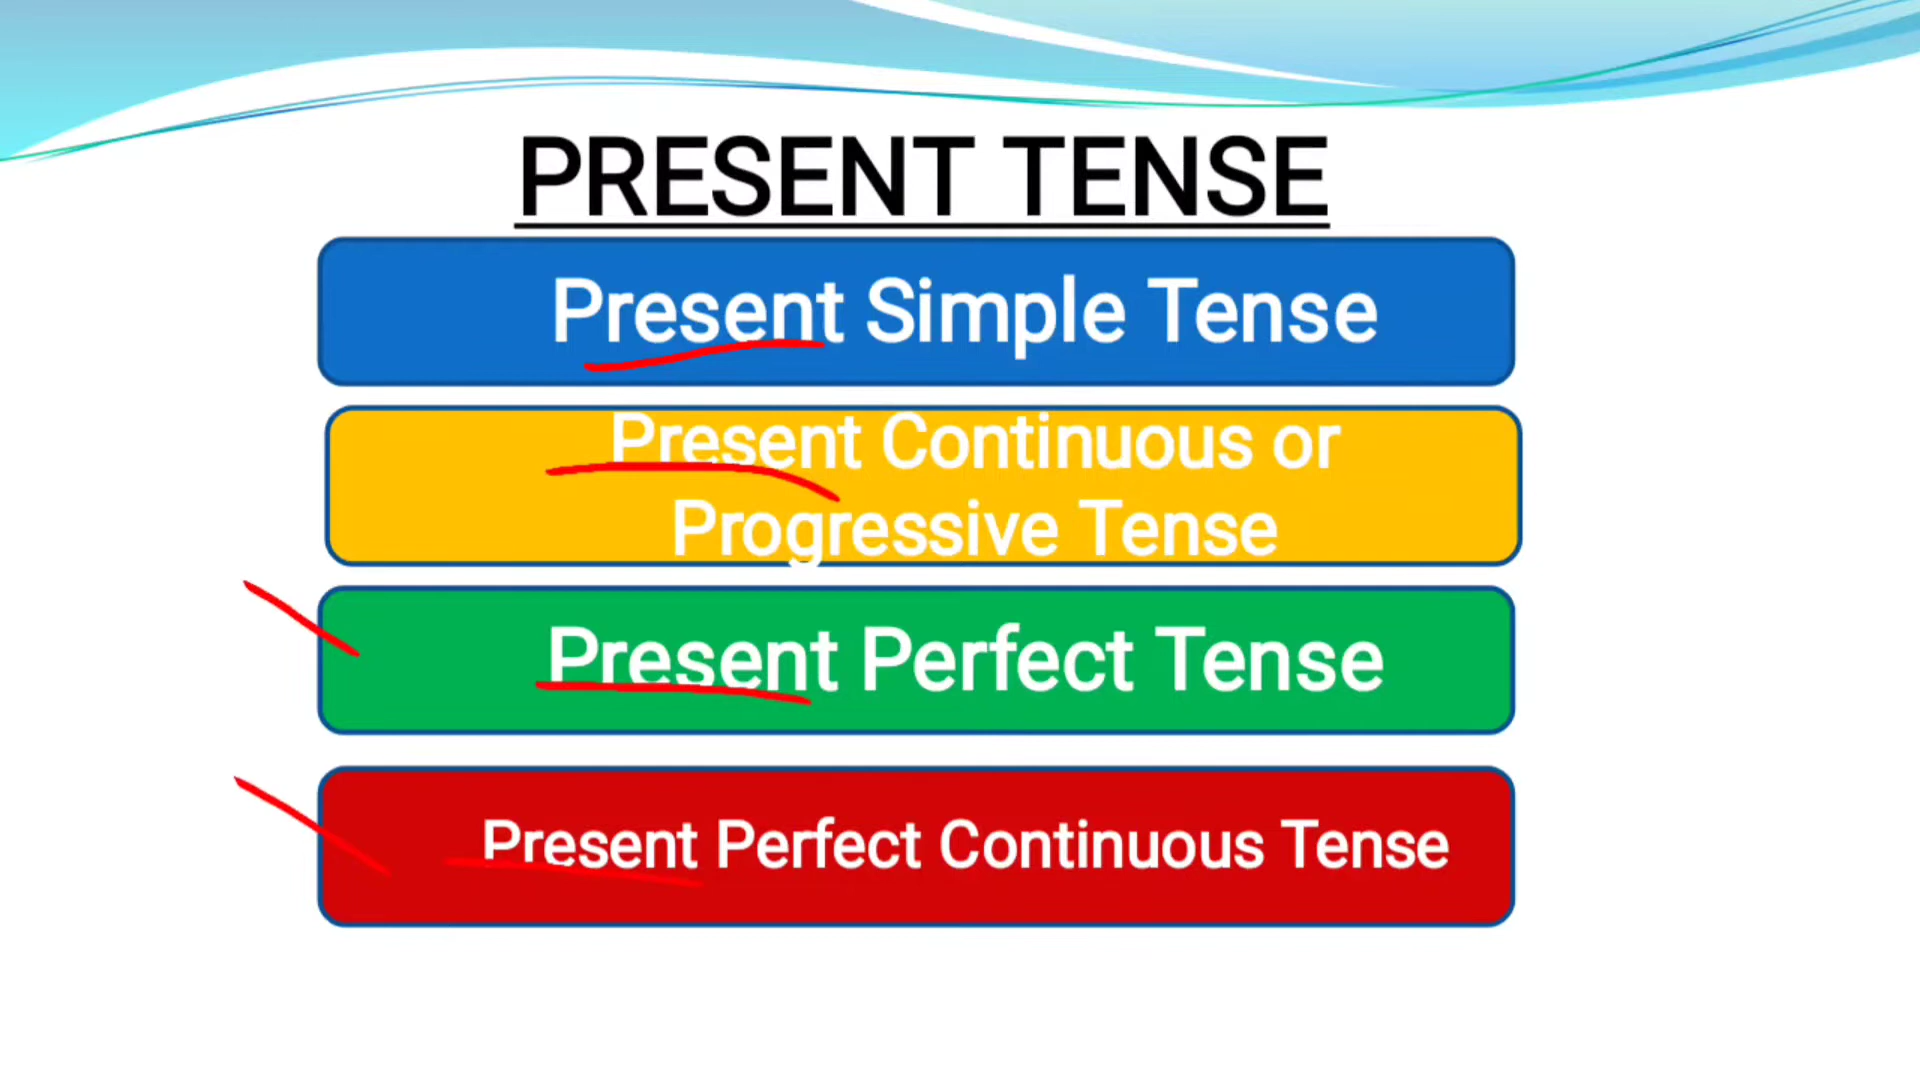 PRESENT TENSE
Present Simple Tense
Present Continuous or
Progressive Tense
Present Perfect Tense
Present Perfect Continuous Tense